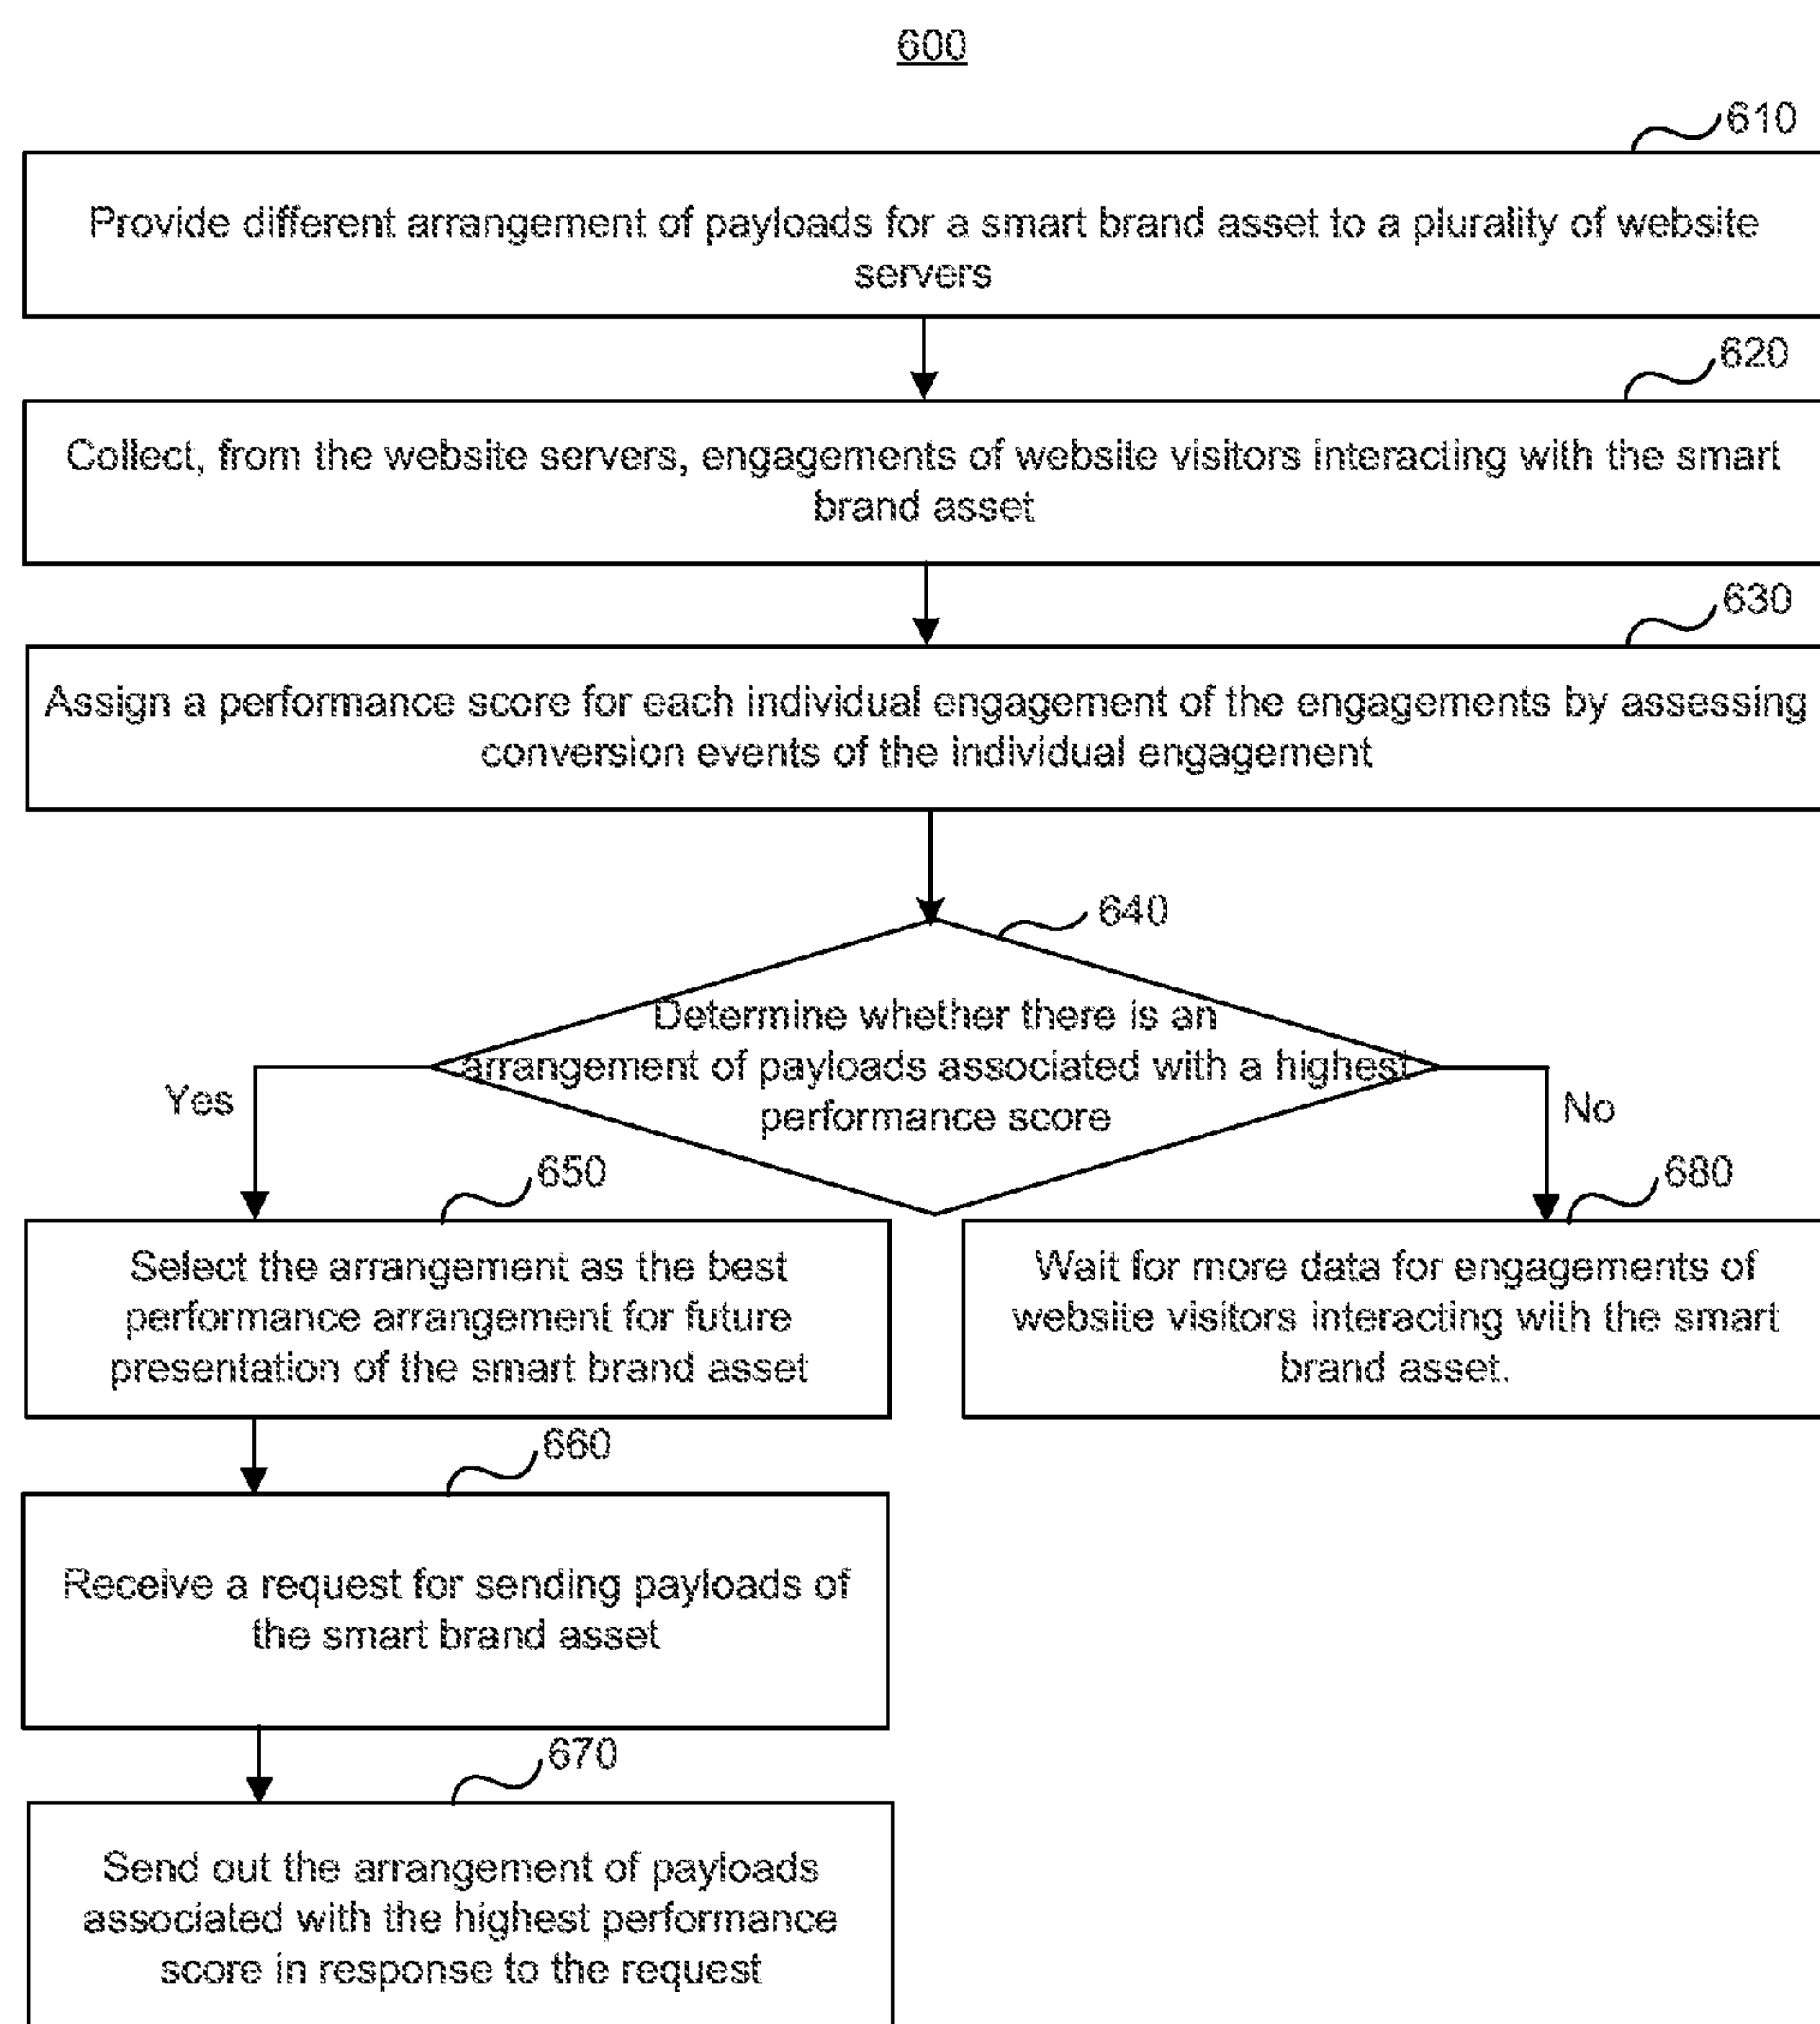 600
610
Provide different arrangement of payloads for a smart brand asset to a plurality of website
servers
620
Collect, from the website servers, engagements of website visitors interacting with the smart
brand asset
630
Assign a performance score for each individual engagement of the engagements by assessing
conversion events of the individual engagement
640
Determine whether there is an
arrangement of payloads associated with a highest
performance score
Yes
No
650
Select the arrangement as the best
performance arrangement for future
presentation of the smart brand asset
680
Wait for more data for engagements of
website visitors interacting with the smart
brand asset.
660
Receive a request for sending payloads of
the smart brand asset
670
Send out the arrangement of payloads
associated with the highest performance
score in response to the request